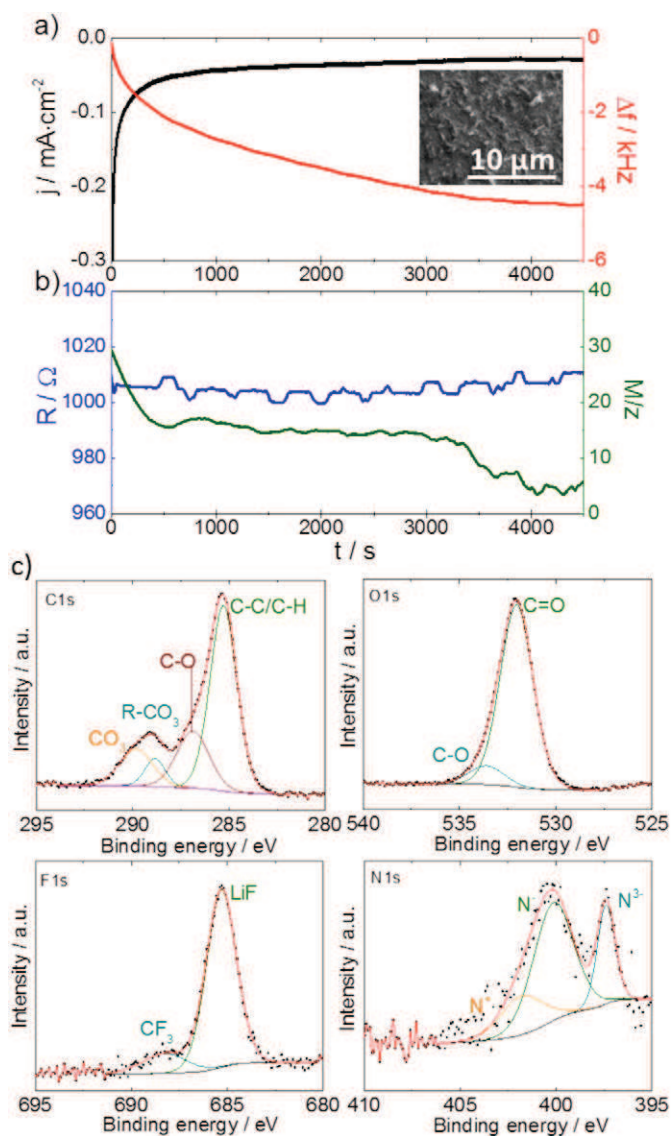 a)
0.0
-0.1
-0.2
-0.3
j / mA·cm⁻²
0
-2
-4
-6
Δf / kHz
10 µm
0 1000 2000 3000 4000
b)
1040
1020
1000
980
960
R / Ω
40
30
20
10
0
M/z
0 1000 2000 3000 4000
t / s
c)
C1s
C-C/C-H
C-O
R-CO₃
CO
Intensity / a.u.
295 290 285 280
Binding energy / eV
O1s
C=O
C-O
Intensity / a.u.
540 535 530 525
Binding energy / eV
F1s
LiF
CF₃
Intensity / a.u.
695 690 685 680
Binding energy / eV
N1s
N⁻
N³⁻
N⁺
Intensity / a.u.
410 405 400 395
Binding energy / eV